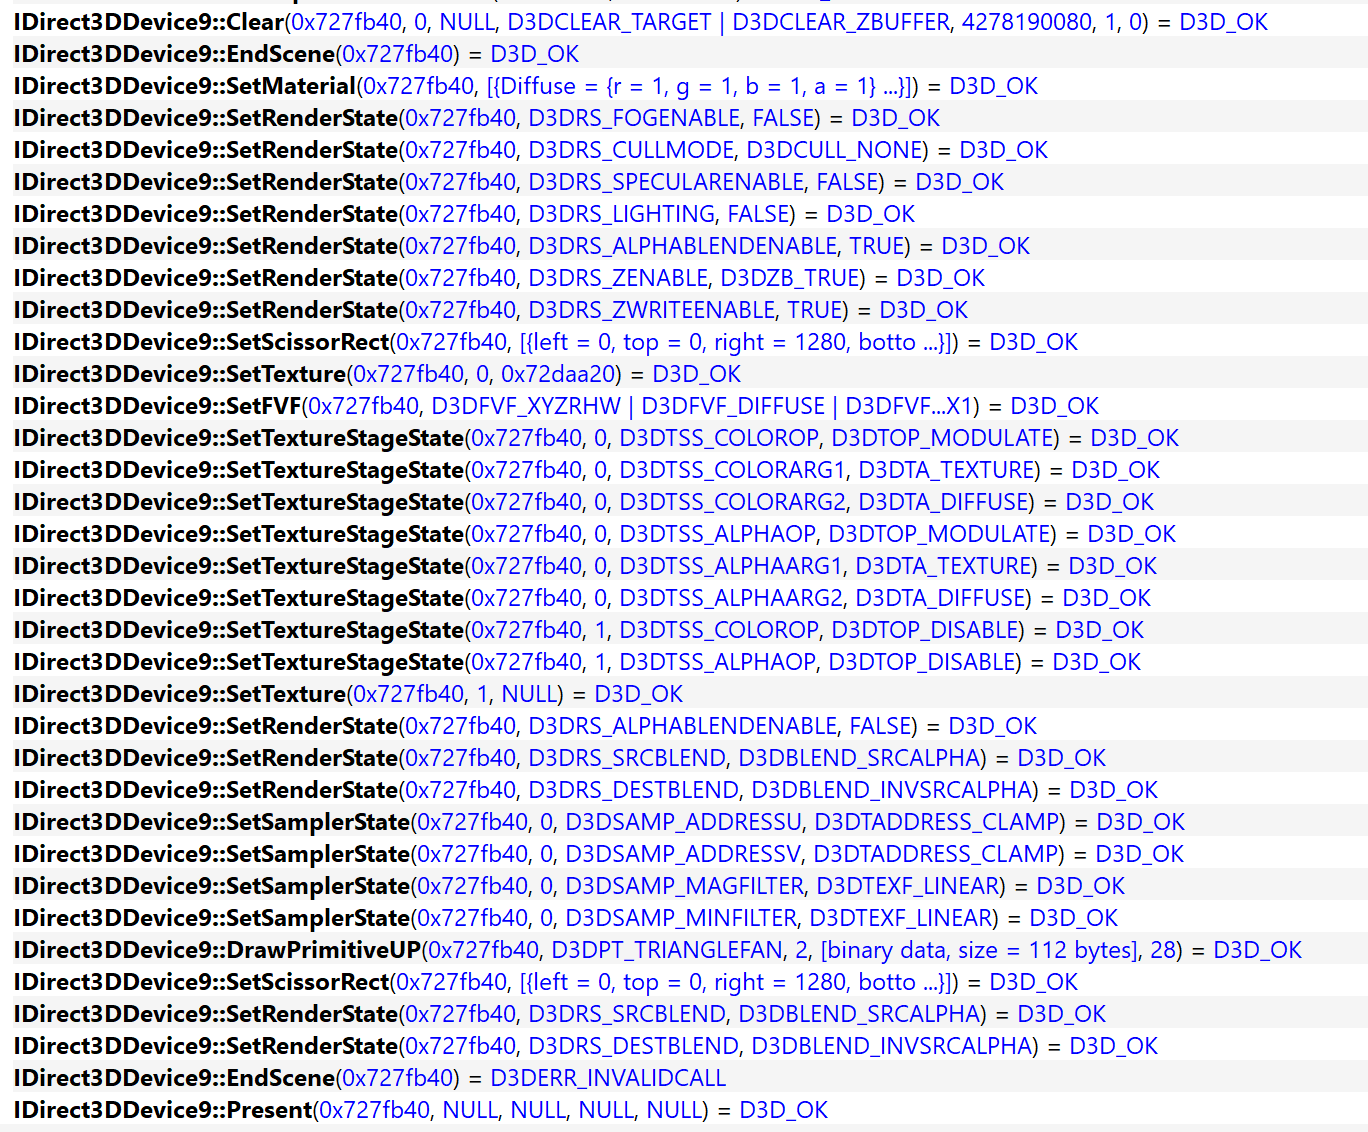 IDirect3DDevice9::Clear(0x727fb40, 0, NULL, D3DCLEAR_TARGET | D3DCLEAR_ZBUFFER, 4278190080, 1, 0) = D3D_OK
IDirect3DDevice9::EndScene(0x727fb40) = D3D_OK
IDirect3DDevice9::SetMaterial(0x727fb40, [{Diffuse = {r = 1, g = 1, b = 1, a = 1} ...}]) = D3D_OK
IDirect3DDevice9::SetRenderState(0x727fb40, D3DRS_FOGENABLE, FALSE) = D3D_OK
IDirect3DDevice9::SetRenderState(0x727fb40, D3DRS_CULLMODE, D3DCULL_NONE) = D3D_OK
IDirect3DDevice9::SetRenderState(0x727fb40, D3DRS_SPECULARENABLE, FALSE) = D3D_OK
IDirect3DDevice9::SetRenderState(0x727fb40, D3DRS_LIGHTING, FALSE) = D3D_OK
IDirect3DDevice9::SetRenderState(0x727fb40, D3DRS_ALPHABLENDENABLE, TRUE) = D3D_OK
IDirect3DDevice9::SetRenderState(0x727fb40, D3DRS_ZENABLE, D3DZB_TRUE) = D3D_OK
IDirect3DDevice9::SetRenderState(0x727fb40, D3DRS_ZWRITEENABLE, TRUE) = D3D_OK
IDirect3DDevice9::SetScissorRect(0x727fb40, [{left = 0, top = 0, right = 1280, botto ...}]) = D3D_OK
IDirect3DDevice9::SetTexture(0x727fb40, 0, 0x72daa20) = D3D_OK
IDirect3DDevice9::SetFVF(0x727fb40, D3DFVF_XYZRHW | D3DFVF_DIFFUSE | D3DFVF...X1) = D3D_OK
IDirect3DDevice9::SetTextureStageState(0x727fb40, 0, D3DTSS_COLOROP, D3DTOP_MODULATE) = D3D_OK
IDirect3DDevice9::SetTextureStageState(0x727fb40, 0, D3DTSS_COLORARG1, D3DTA_TEXTURE) = D3D_OK
IDirect3DDevice9::SetTextureStageState(0x727fb40, 0, D3DTSS_COLORARG2, D3DTA_DIFFUSE) = D3D_OK
IDirect3DDevice9::SetTextureStageState(0x727fb40, 0, D3DTSS_ALPHAOP, D3DTOP_MODULATE) = D3D_OK
IDirect3DDevice9::SetTextureStageState(0x727fb40, 0, D3DTSS_ALPHAARG1, D3DTA_TEXTURE) = D3D_OK
IDirect3DDevice9::SetTextureStageState(0x727fb40, 0, D3DTSS_ALPHAARG2, D3DTA_DIFFUSE) = D3D_OK
IDirect3DDevice9::SetTextureStageState(0x727fb40, 1, D3DTSS_COLOROP, D3DTOP_DISABLE) = D3D_OK
IDirect3DDevice9::SetTextureStageState(0x727fb40, 1, D3DTSS_ALPHAOP, D3DTOP_DISABLE) = D3D_OK
IDirect3DDevice9::SetTexture(0x727fb40, 1, NULL) = D3D_OK
IDirect3DDevice9::SetRenderState(0x727fb40, D3DRS_ALPHABLENDENABLE, FALSE) = D3D_OK
IDirect3DDevice9::SetRenderState(0x727fb40, D3DRS_SRCBLEND, D3DBLEND_SRCALPHA) = D3D_OK
IDirect3DDevice9::SetRenderState(0x727fb40, D3DRS_DESTBLEND, D3DBLEND_INVSRCALPHA) = D3D_OK
IDirect3DDevice9::SetSamplerState(0x727fb40, 0, D3DSAMP_ADDRESSU, D3DTADDRESS_CLAMP) = D3D_OK
IDirect3DDevice9::SetSamplerState(0x727fb40, 0, D3DSAMP_ADDRESSV, D3DTADDRESS_CLAMP) = D3D_OK
IDirect3DDevice9::SetSamplerState(0x727fb40, 0, D3DSAMP_MAGFILTER, D3DTEXF_LINEAR) = D3D_OK
IDirect3DDevice9::SetSamplerState(0x727fb40, 0, D3DSAMP_MINFILTER, D3DTEXF_LINEAR) = D3D_OK
IDirect3DDevice9::DrawPrimitiveUP(0x727fb40, D3DPT_TRIANGLEFAN, 2, [binary data, size = 112 bytes], 28) = D3D_OK
IDirect3DDevice9::SetScissorRect(0x727fb40, [{left = 0, top = 0, right = 1280, botto ...}]) = D3D_OK
IDirect3DDevice9::SetRenderState(0x727fb40, D3DRS_SRCBLEND, D3DBLEND_SRCALPHA) = D3D_OK
IDirect3DDevice9::SetRenderState(0x727fb40, D3DRS_DESTBLEND, D3DBLEND_INVSRCALPHA) = D3D_OK
IDirect3DDevice9::EndScene(0x727fb40) = D3DERR_INVALIDCALL
IDirect3DDevice9::Present(0x727fb40, NULL, NULL, NULL, NULL) = D3D_OK